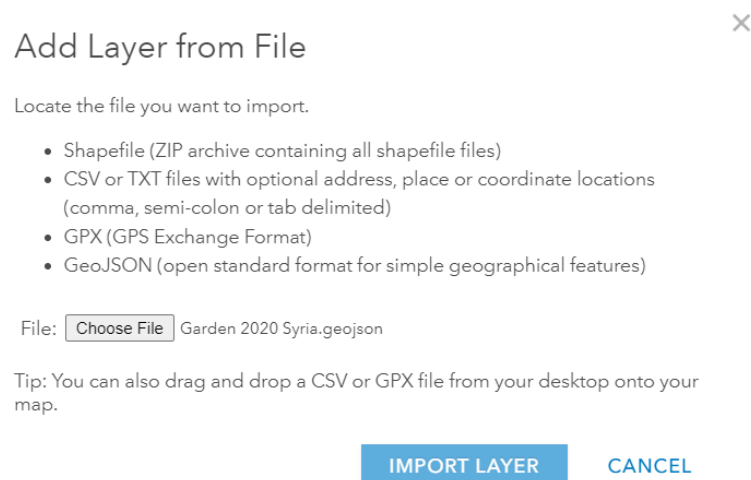 Add Layer from File
Locate the file you want to import.
• Shapefile (ZIP archive containing all shapefile files)
• CSV or TXT files with optional address, place or coordinate locations
(comma, semi-colon or tab delimited)
• GPX (GPS Exchange Format)
• GeoJSON (open standard format for simple geographical features)
File: Choose File Garden 2020 Syria.geojson
Tip: You can also drag and drop a CSV or GPX file from your desktop onto your
map.
IMPORT LAYER CANCEL